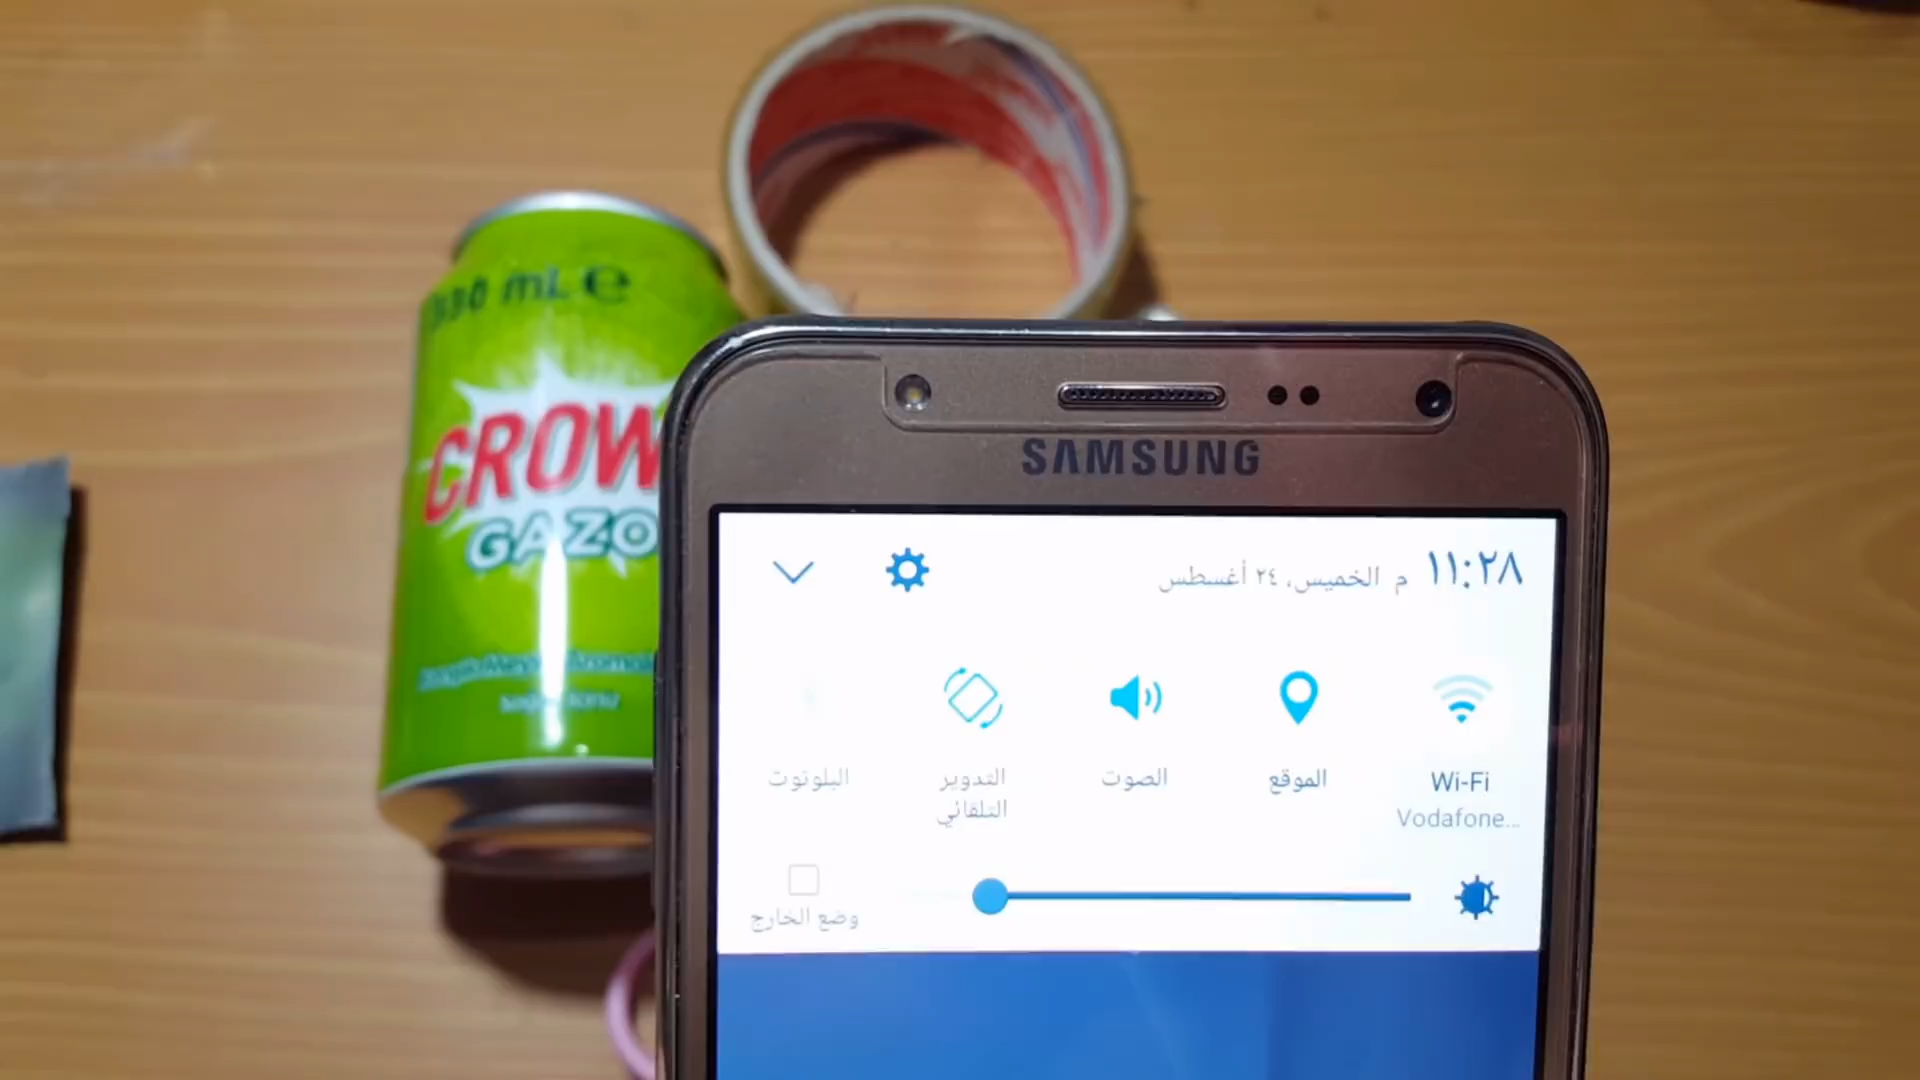 330 mL e
CROW
GAZO
SAMSUNG
١١:٢٨ م الخميس، ٢٤ أغسطس
Wi-Fi
Vodafone...
الموقع
الصوت
التدوير
التلقائي
البلوتوث
وضع الخارج